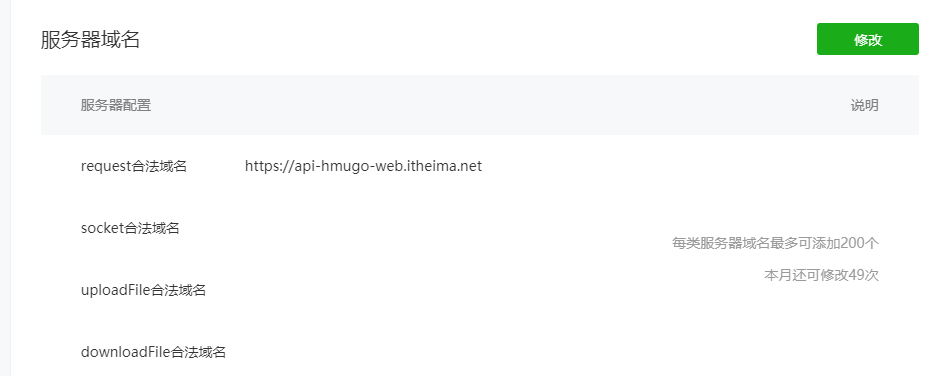 服务器域名
修改
服务器配置 说明
request合法域名 https://api-hmugo-web.itheima.net
socket合法域名
每类服务器域名最多可添加200个
本月还可修改49次
uploadFile合法域名
downloadFile合法域名